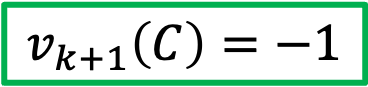 $v_{k+1}(C) = -1$